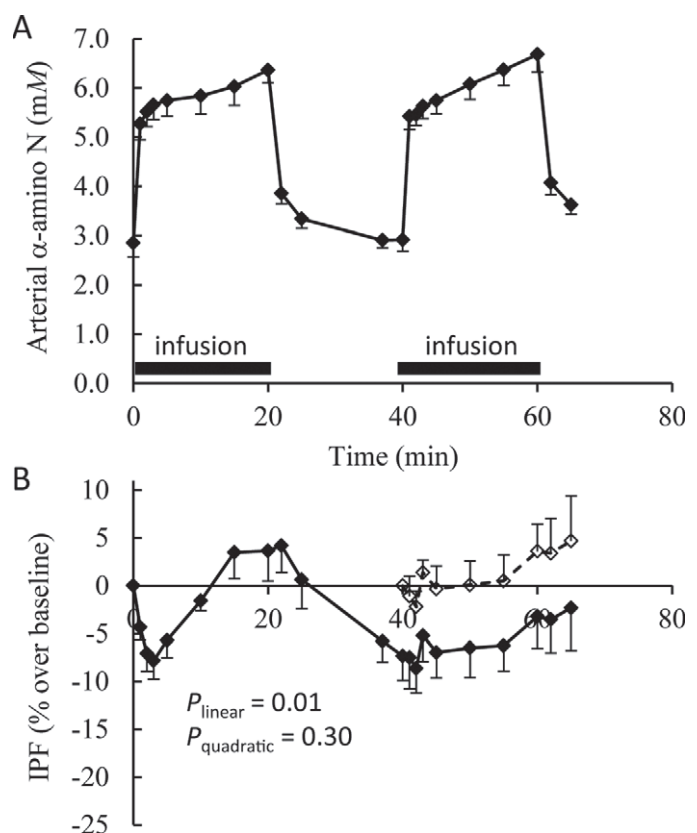 A
Arterial α-amino N (mM)
7.0
6.0
5.0
4.0
3.0
2.0
1.0
0.0
infusion infusion
0 20 40 60 80
Time (min)
B
IPF (% over baseline)
10
5
0
-5
-10
-15
-20
-25
0 20 40 60 80
Plinear = 0.01
Pquadratic = 0.30